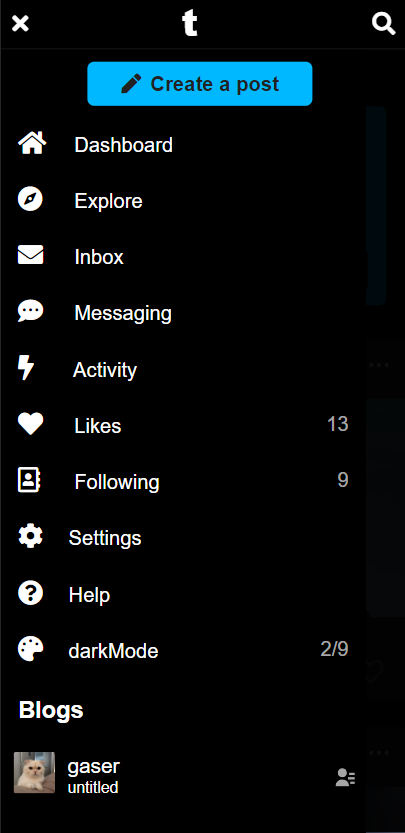 t
Create a post
Dashboard
Explore
Inbox
Messaging
Activity
Likes 13
Following 9
Settings
Help
darkMode 2/9
Blogs
gaser
untitled